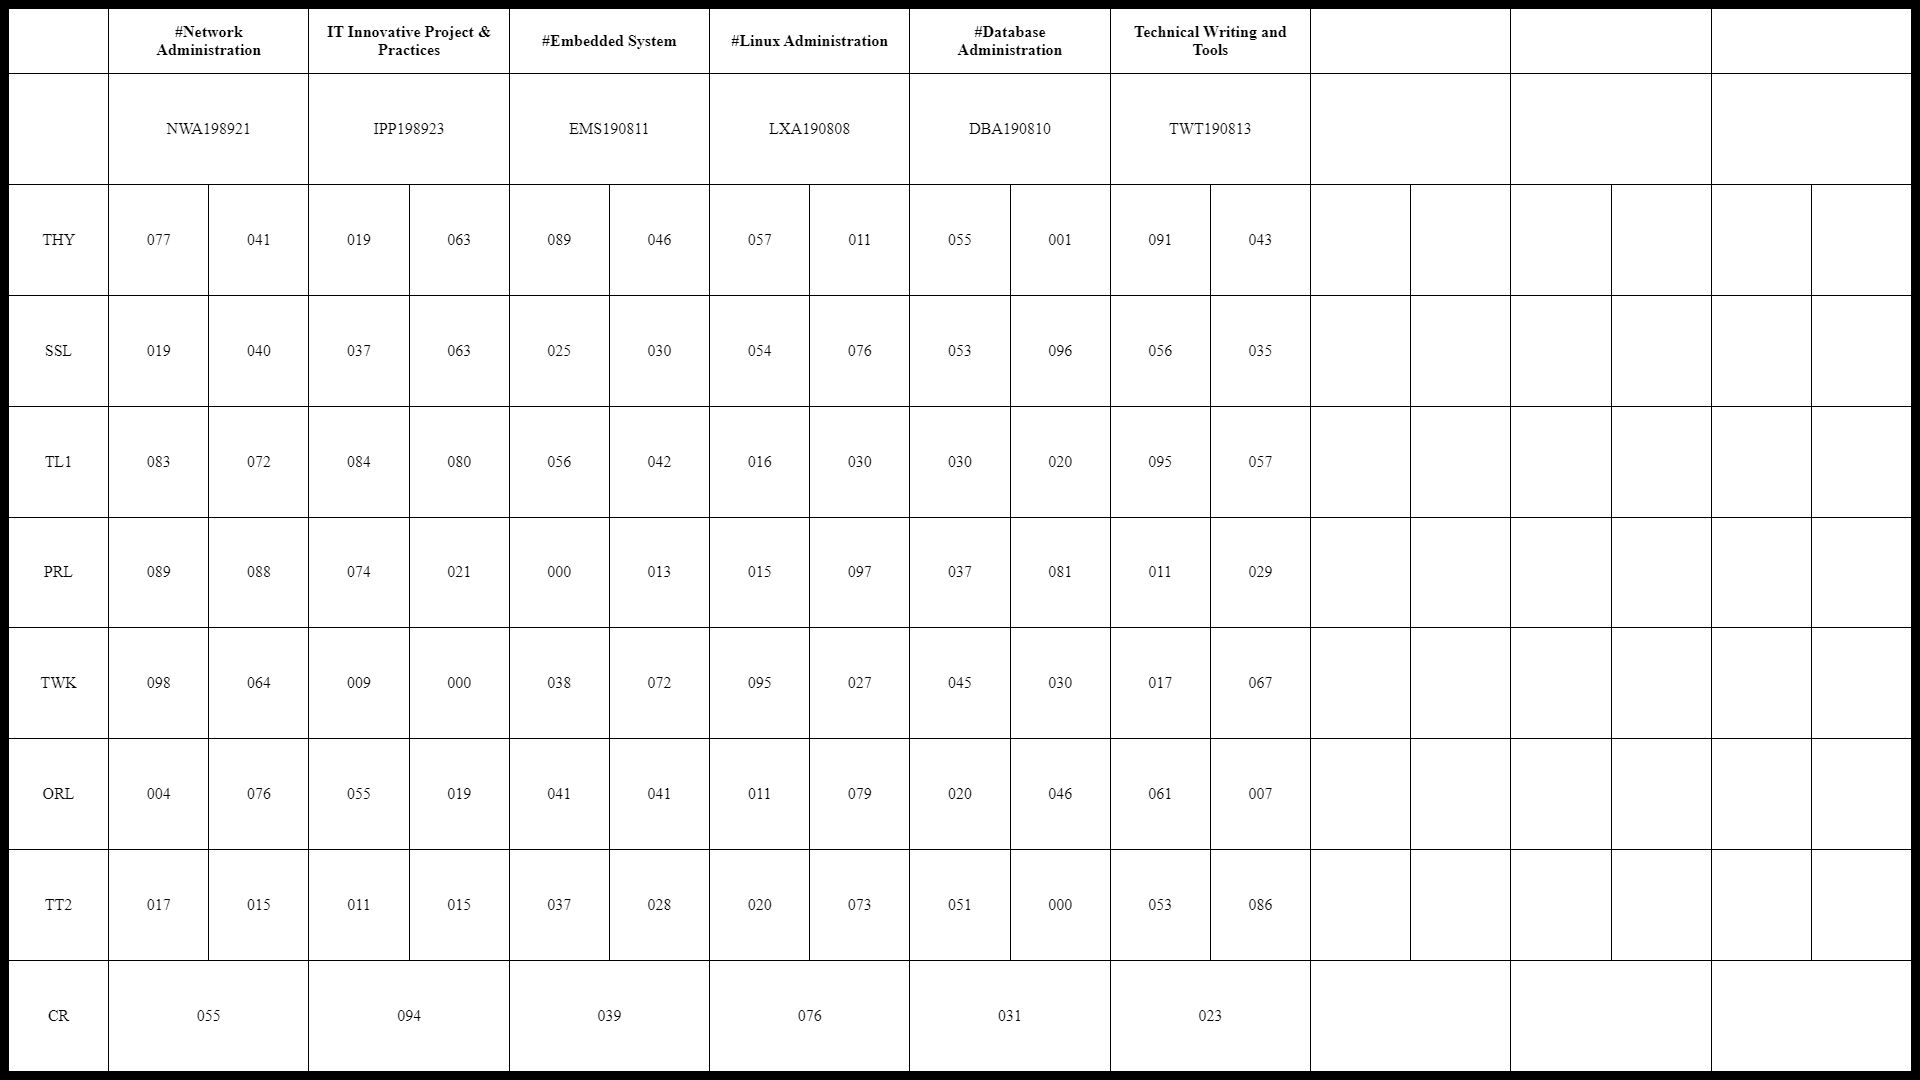 #Network Administration IT Innovative Project & Practices #Embedded System #Linux Administration #Database Administration Technical Writing and Tools
NWA198921 IPP198923 EMS190811 LXA190808 DBA190810 TWT190813
THY 077 041 019 063 089 046 057 011 055 001 091 043
SSL 019 040 037 063 025 030 054 076 053 096 056 035
TL1 083 072 084 080 056 042 016 030 030 020 095 057
PRL 089 088 074 021 000 013 015 097 037 081 011 029
TWK 098 064 009 000 038 072 095 027 045 030 017 067
ORL 004 076 055 019 041 041 011 079 020 046 061 007
TT2 017 015 011 015 037 028 020 073 051 000 053 086
CR 055 094 039 076 031 023